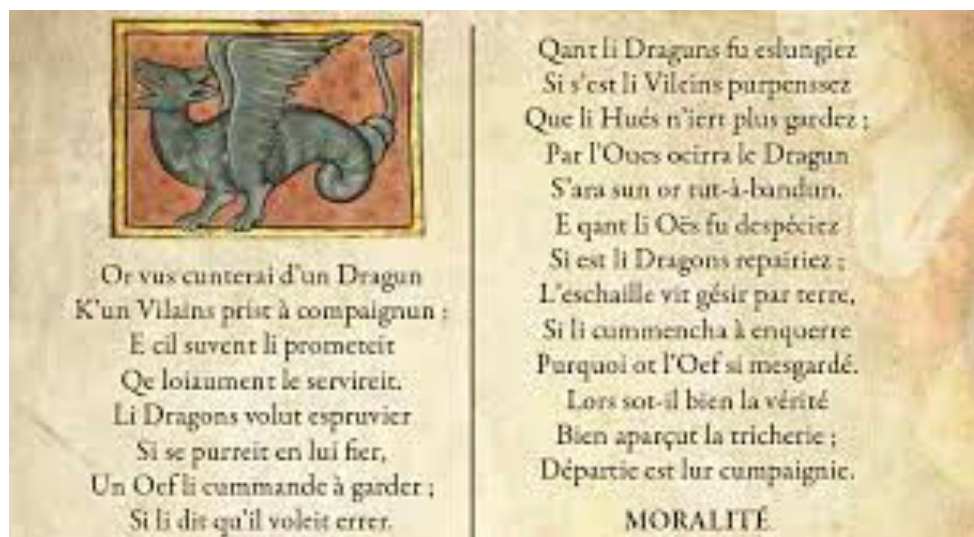 Or vus cunterai d'un Dragun
K'un Vilains prist à compaignun :
E cil suvent li prometeit
Qe loiaument le servireit.
Li Dragons volut espruvier
Si se purreit en lui fier,
Un Oef li cummande à garder ;
Si li dit qu'il voleit errer.
Qant li Draguns fu eslungiez
Si s'est li Vileins purpenssez
Que li Hués n'iert plus gardez ;
Par l'Oues ocirra le Dragun
S'ara sun or tut-à-bandun.
E qant li Oës fu despéciez
Si est li Dragons repairiez ;
L'eschaille vit gésir par terre,
Si li cummencha à enquerre
Purquoi ot l'Oef si mesgardé.
Lors sot-il bien la vérité
Bien aparçut la tricherie ;
Départie est lur cumpaignie.
MORALITÉ